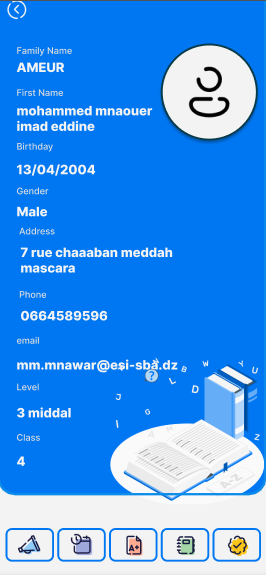 Family Name
AMEUR
First Name
mohammed mnaouer
imad eddine
Birthday
13/04/2004
Gender
Male
Address
7 rue chaaaban meddah
mascara
Phone
0664589596
email
mm.mnawar@esi-sba.dz
Level
3 middal
Class
4
A+
A-Z